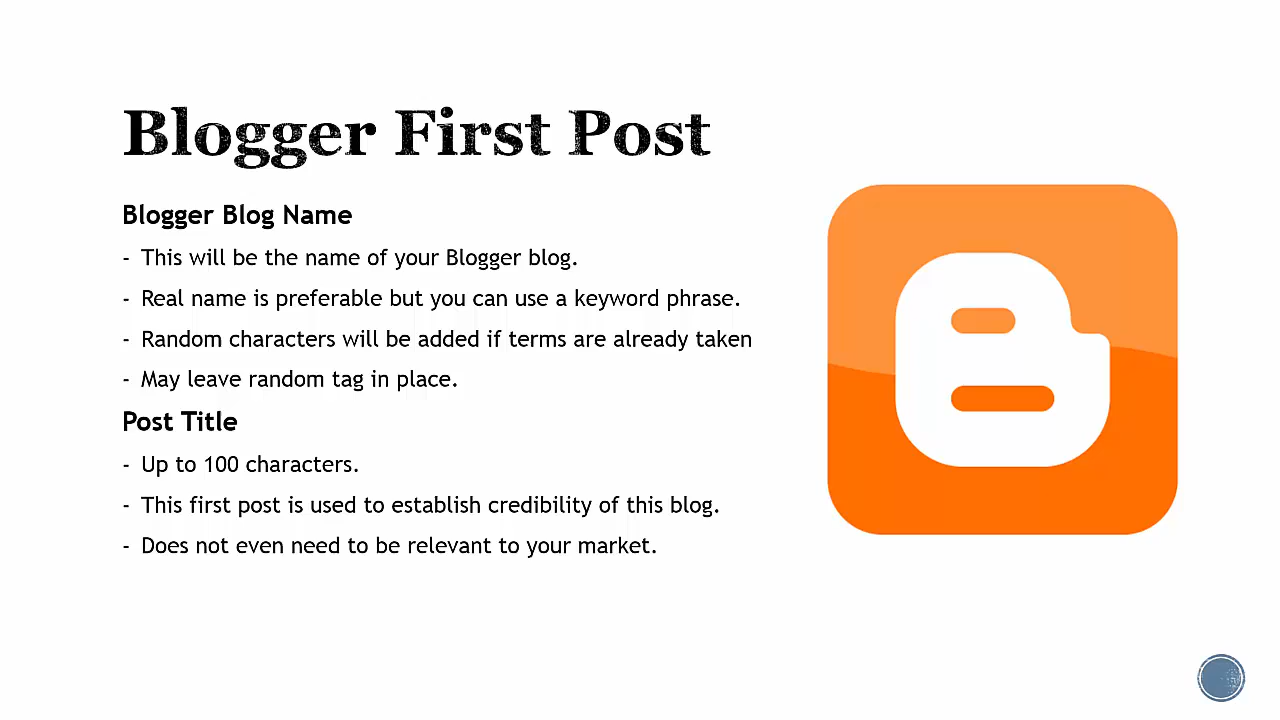 Blogger First Post
Blogger Blog Name
- This will be the name of your Blogger blog.
- Real name is preferable but you can use a keyword phrase.
- Random characters will be added if terms are already taken
- May leave random tag in place.
Post Title
- Up to 100 characters.
- This first post is used to establish credibility of this blog.
- Does not even need to be relevant to your market.